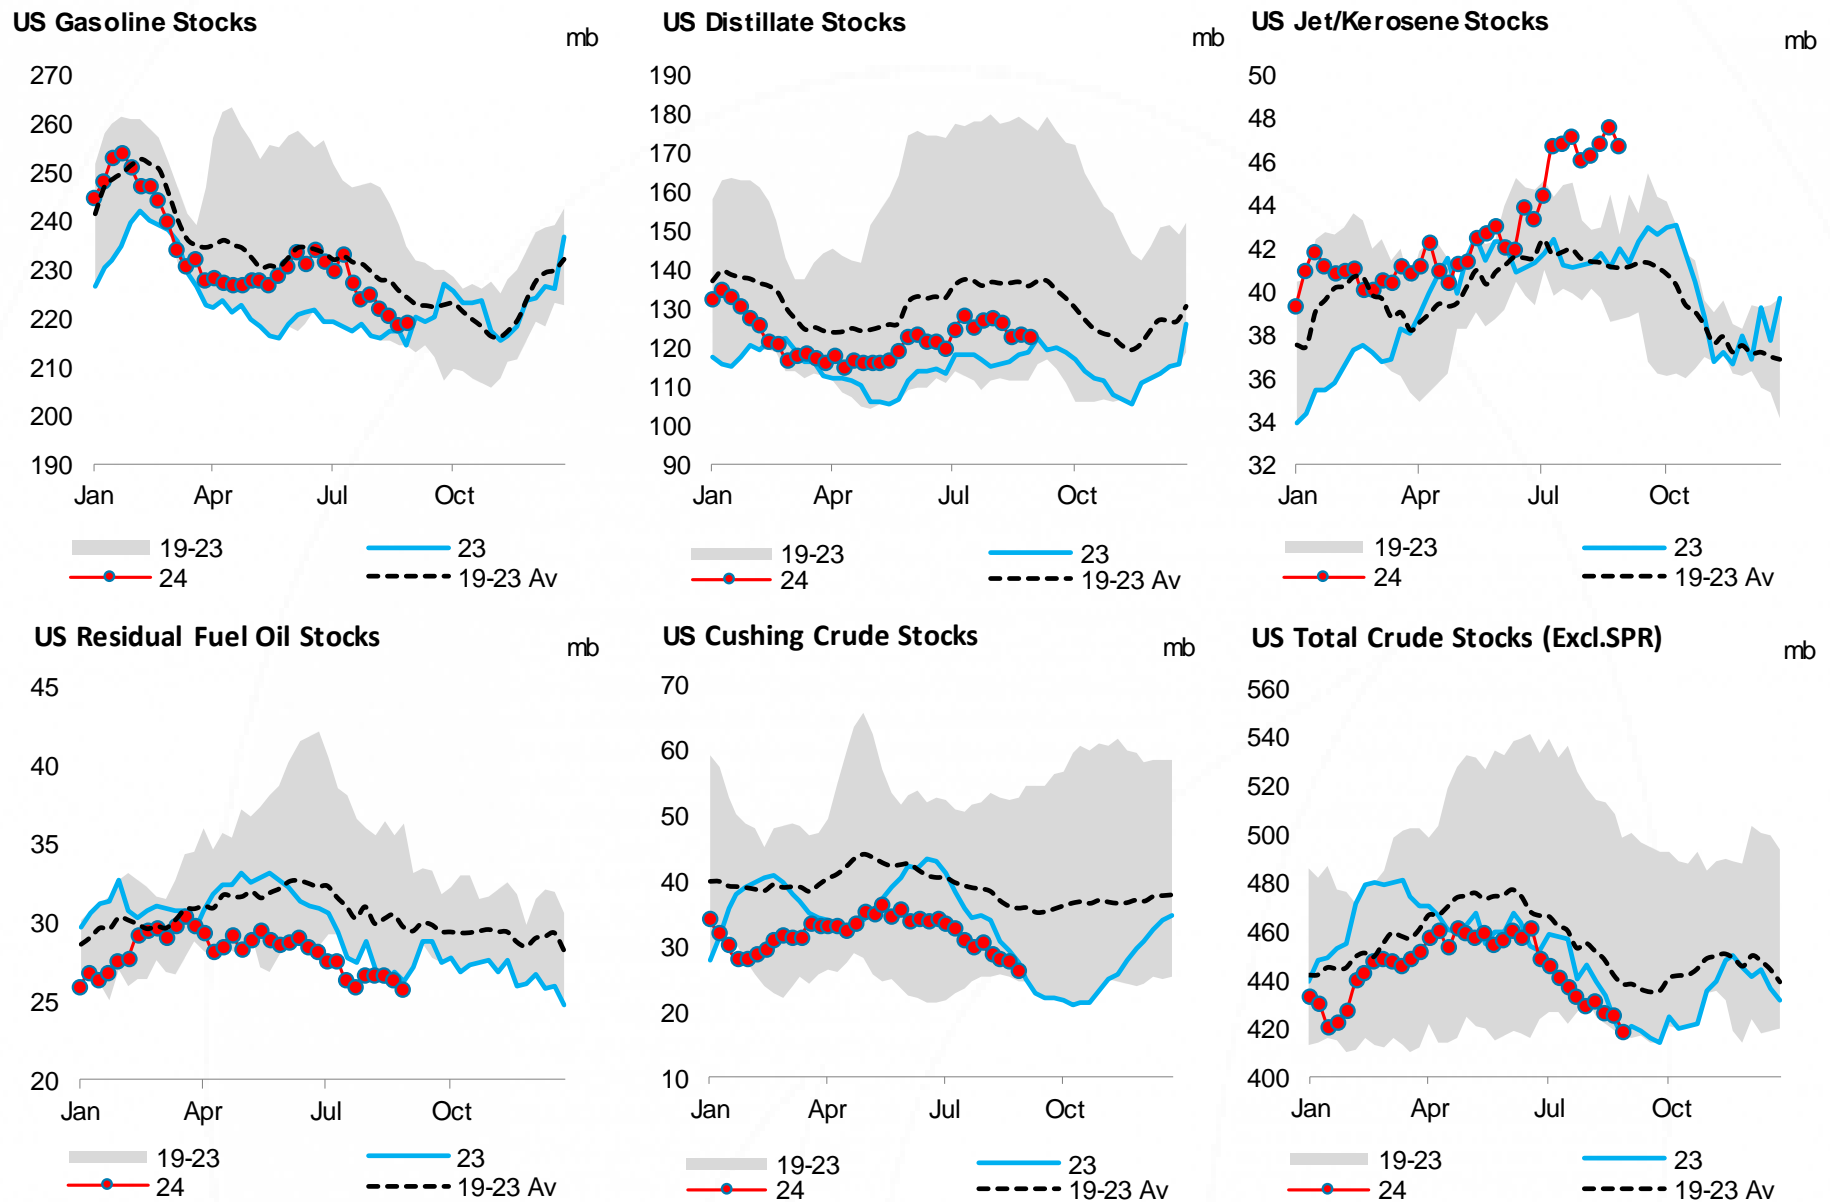 US Gasoline Stocks
mb
270
260
250
240
230
220
210
200
190
Jan Apr Jul Oct
19-23 23
24 19-23 Av
US Distillate Stocks
mb
190
180
170
160
150
140
130
120
110
100
90
Jan Apr Jul Oct
19-23 23
24 19-23 Av
US Jet/Kerosene Stocks
mb
50
48
46
44
42
40
38
36
34
32
Jan Apr Jul Oct
19-23 23
24 19-23 Av
US Residual Fuel Oil Stocks
mb
45
40
35
30
25
20
Jan Apr Jul Oct
19-23 23
24 19-23 Av
US Cushing Crude Stocks
mb
70
60
50
40
30
20
10
Jan Apr Jul Oct
19-23 23
24 19-23 Av
US Total Crude Stocks (Excl.SPR)
mb
560
540
520
500
480
460
440
420
400
Jan Apr Jul Oct
19-23 23
24 19-23 Av